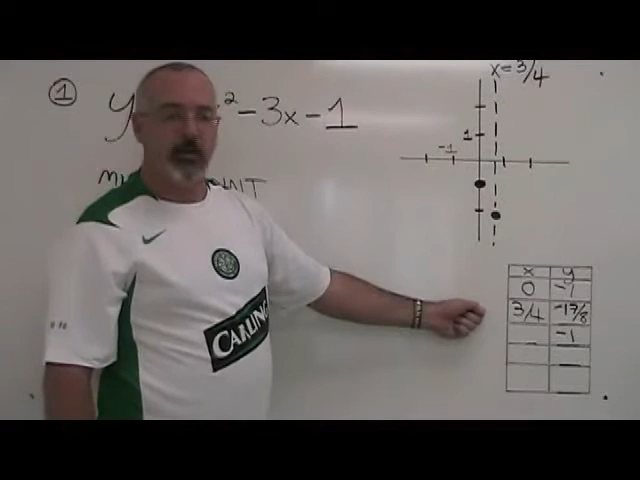 x=3/4
①
y ² - 3x - 1
1
-1
x y
0 -1
3/4 -17/8
-1
CARLING